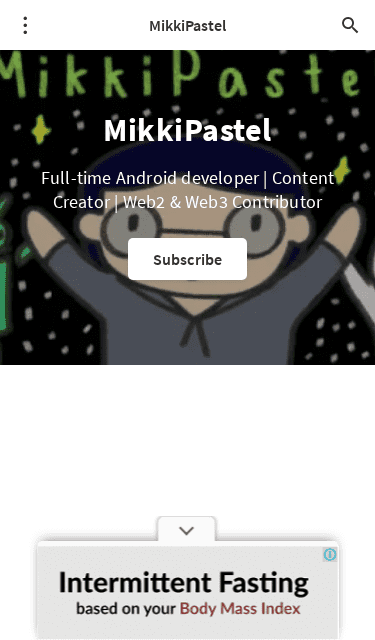 MikkiPastel
MikkiPaste
MikkiPastel
Full-time Android developer | Content
Creator | Web2 & Web3 Contributor
Subscribe
Intermittent Fasting
based on your Body Mass Index